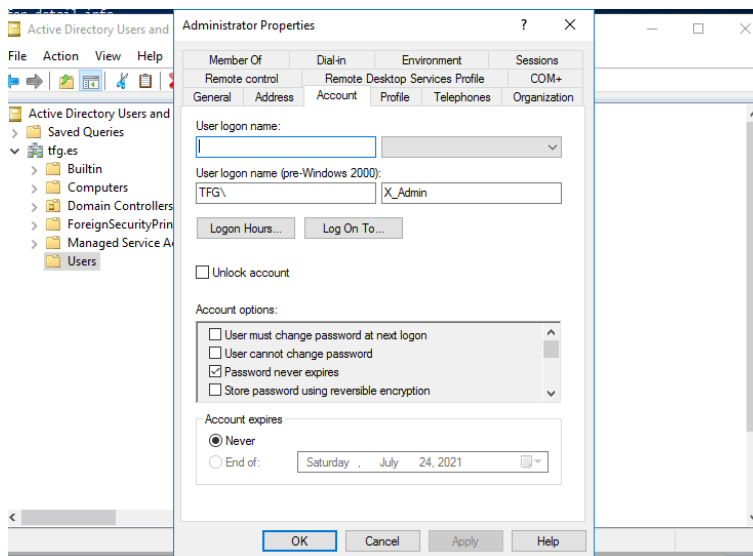 Active Directory Users and
Administrator Properties
? X
File Action View Help
Member Of Dial-in Environment Sessions
Remote control Remote Desktop Services Profile COM+
General Address Account Profile Telephones Organization
Active Directory Users and
Saved Queries
tfg.es
Builtin
Computers
Domain Controllers
ForeignSecurityPrin
Managed Service A
Users
User logon name:
User logon name (pre-Windows 2000):
TFG\ X_Admin
Logon Hours... Log On To...
Unlock account
Account options:
User must change password at next logon
User cannot change password
Password never expires
Store password using reversible encryption
Account expires
Never
End of: Saturday , July 24, 2021
OK Cancel Apply Help